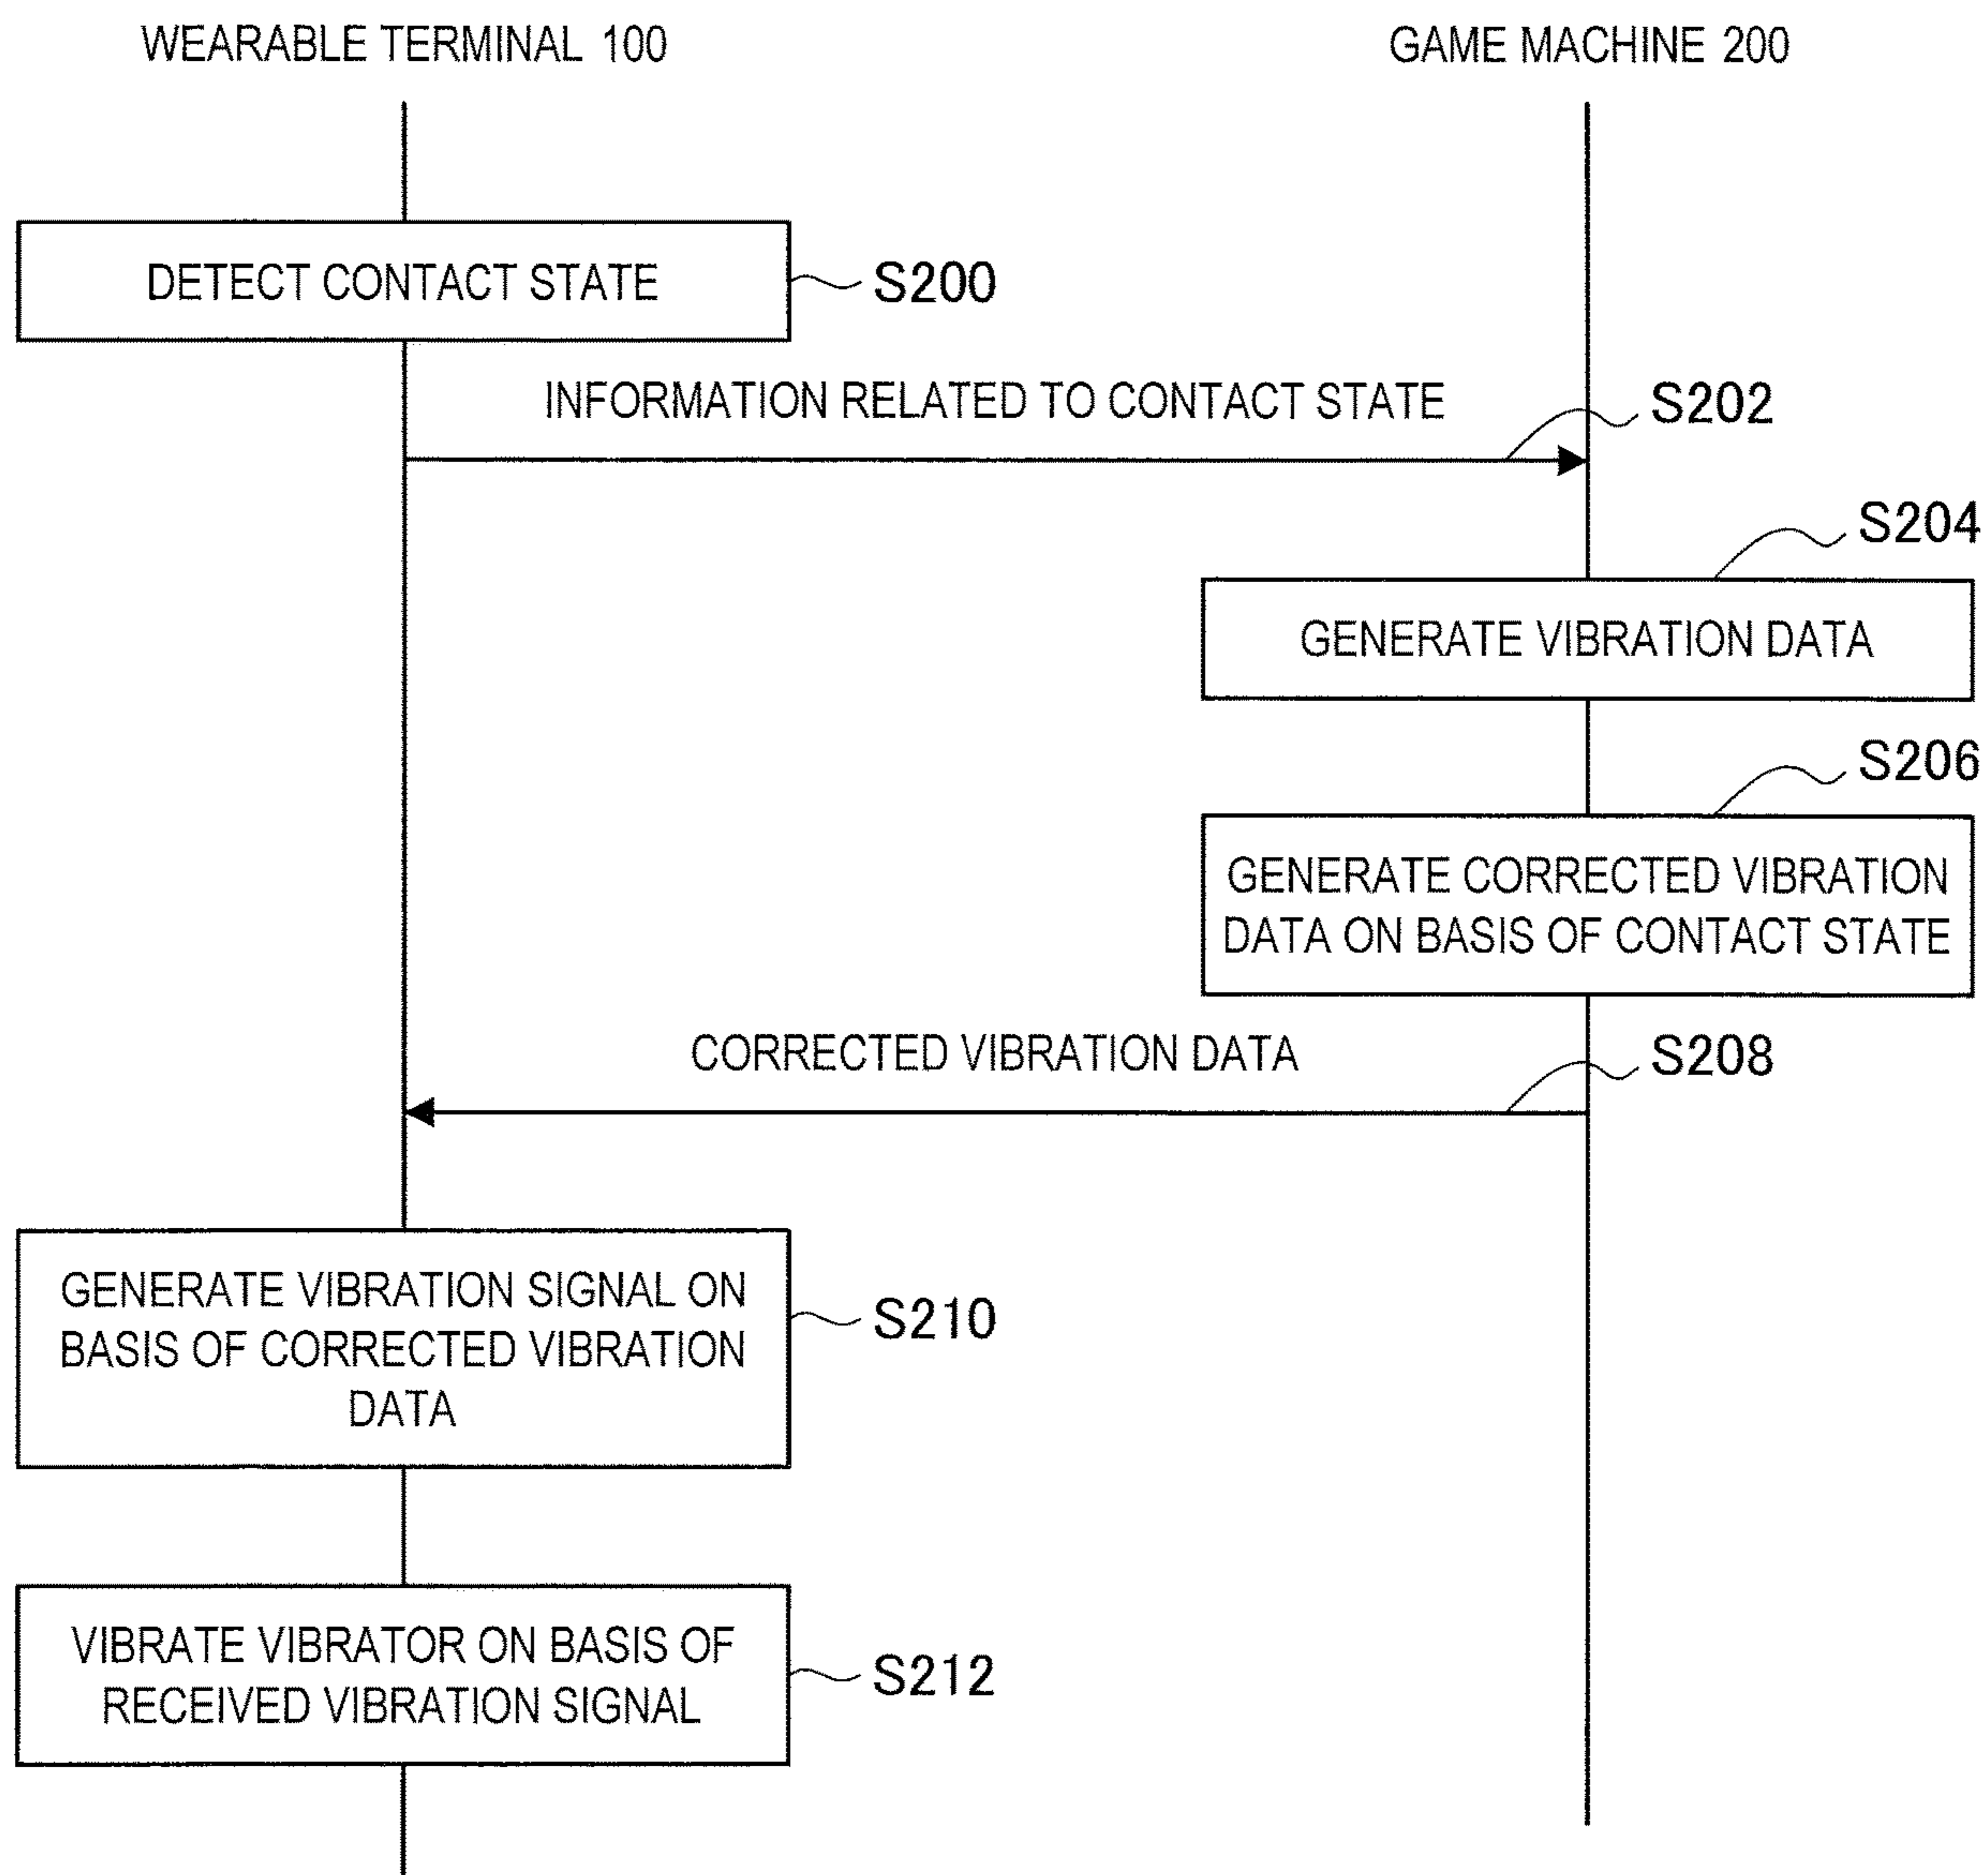 WEARABLE TERMINAL 100
GAME MACHINE 200
DETECT CONTACT STATE
S200
INFORMATION RELATED TO CONTACT STATE
S202
S204
GENERATE VIBRATION DATA
S206
GENERATE CORRECTED VIBRATION
DATA ON BASIS OF CONTACT STATE
CORRECTED VIBRATION DATA
S208
GENERATE VIBRATION SIGNAL ON
BASIS OF CORRECTED VIBRATION
DATA
S210
VIBRATE VIBRATOR ON BASIS OF
RECEIVED VIBRATION SIGNAL
S212